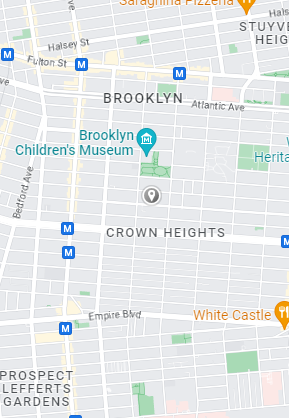 Saraghina Pizzeria
Halsey St
STUYVE
HEIG
Fulton St
M
M
M
BROOKLYN
Atlantic Ave
Brooklyn
Children's Museum
Herita
Bedford Ave
M
CROWN HEIGHTS
M
M
Empire Blvd
White Castle
M
PROSPECT
LEFFERTS
GARDENS
M